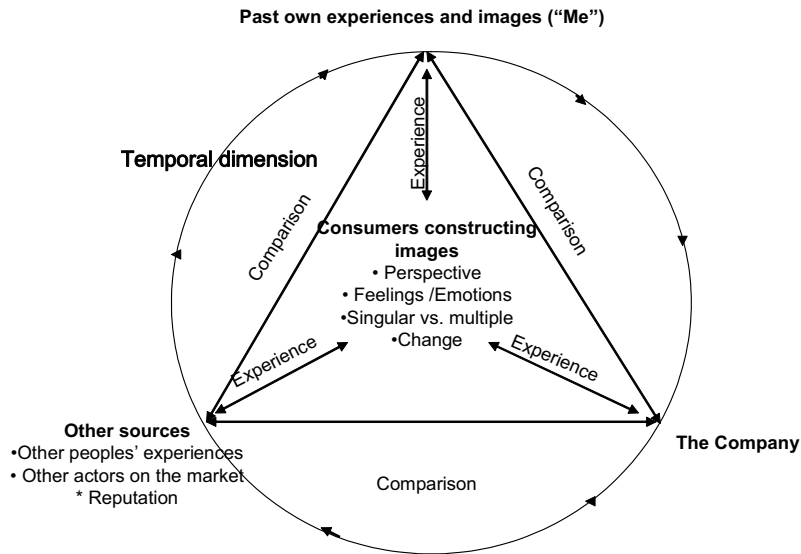 Past own experiences and images (“Me”)
Experience
Temporal dimension
Comparison
Comparison
Consumers constructing
images
• Perspective
• Feelings /Emotions
•Singular vs. multiple
•Change
Experience
Experience
Other sources
•Other peoples’ experiences
• Other actors on the market
* Reputation
The Company
Comparison